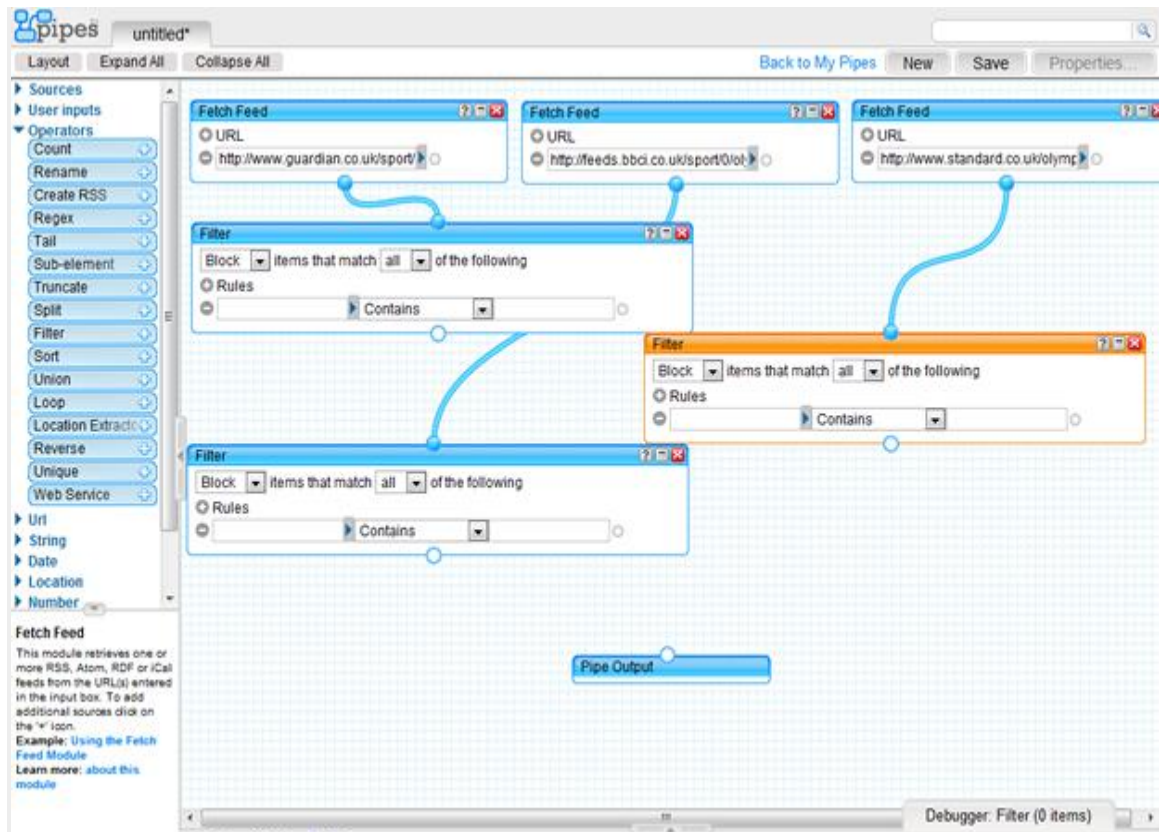 pipes untitled*
Layout Expand All Collapse All Back to My Pipes New Save Properties...
Sources
User inputs
Operators
Count
Rename
Create RSS
Regex
Tail
Sub-element
Truncate
Split
Filter
Sort
Union
Loop
Location Extracto
Reverse
Unique
Web Service
Url
String
Date
Location
Number
Fetch Feed
This module retrieves one or
more RSS, Atom, RDF or iCal
feeds from the URL(s) entered
in the input box. To add
additional sources click on
the '+' icon.
Example: Using the Fetch
Feed Module
Learn more: about this
module
Fetch Feed
URL
http://www.guardian.co.uk/sport/
Fetch Feed
URL
http://feeds.bbci.co.uk/sport/0/ol
Fetch Feed
URL
http://www.standard.co.uk/olymp
Filter
Block items that match all of the following
Rules
Contains
Filter
Block items that match all of the following
Rules
Contains
Filter
Block items that match all of the following
Rules
Contains
Pipe Output
Debugger: Filter (0 items)